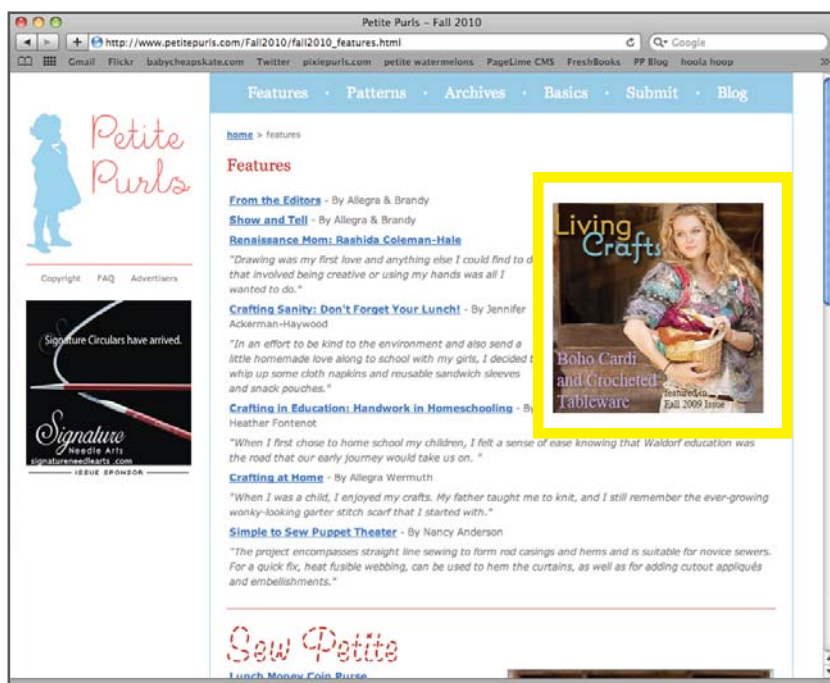 Petite Purls – Fall 2010
http://www.petitepurls.com/Fall2010/fall2010_features.html
Google
Gmail Flickr babycheapskate.com Twitter pixiepurls.com petite watermelons PageLime CMS FreshBooks PP Blog hoola hoop
Features · Patterns · Archives · Basics · Submit · Blog
Petite
Purls
Copyright FAQ Advertisers
Signature Circulars have arrived.
Signature
Needle Arts
signatureneedlearts.com
ISSUE SPONSOR
home > features
Features
From the Editors - By Allegra & Brandy
Show and Tell - By Allegra & Brandy
Renaissance Mom: Rashida Coleman-Hale
"Drawing was my first love and anything else I could find to d
that involved being creative or using my hands was all I
wanted to do."
Crafting Sanity: Don't Forget Your Lunch! - By Jennifer
Ackerman-Haywood
"In an effort to be kind to the environment and also send a
little homemade love along to school with my girls, I decided t
whip up some cloth napkins and reusable sandwich sleeves
and snack pouches."
Crafting in Education: Handwork in Homeschooling - By
Heather Fontenot
"When I first chose to home school my children, I felt a sense of ease knowing that Waldorf education was
the road that our early journey would take us on. "
Crafting at Home - By Allegra Wermuth
"When I was a child, I enjoyed my crafts. My father taught me to knit, and I still remember the ever-growing
wonky-looking garter stitch scarf that I started with."
Simple to Sew Puppet Theater - By Nancy Anderson
"The project encompasses straight line sewing to form rod casings and hems and is suitable for novice sewers.
For a quick fix, heat fusible webbing, can be used to hem the curtains, as well as for adding cutout appliqués
and embellishments."
Living
Crafts
Boho Cardi
and Crocheted
Tableware
featured in
Fall 2009 Issue
Sew Petite
Lunch Money Coin Purse